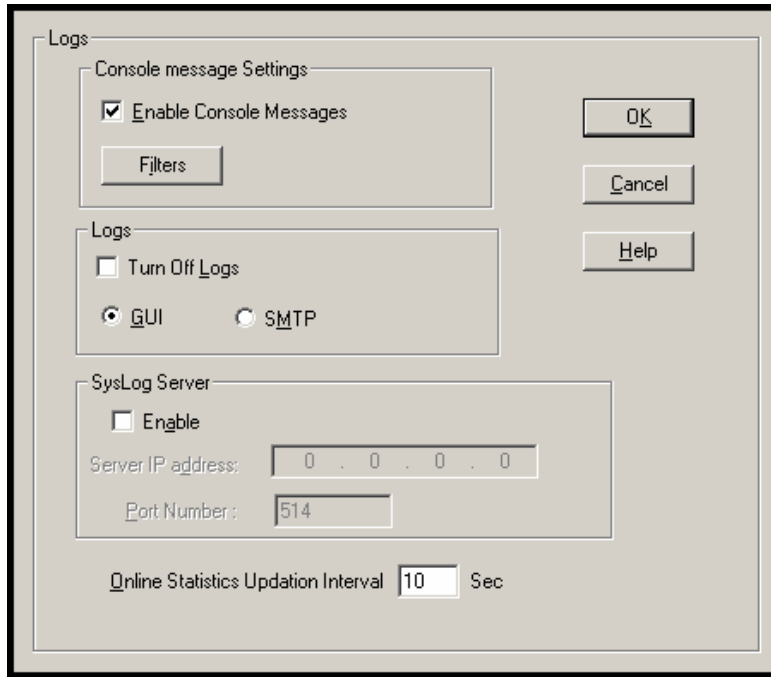 Logs
Console message Settings
Enable Console Messages
Filters
OK
Cancel
Help
Logs
Turn Off Logs
GUI
SMTP
SysLog Server
Enable
Server IP address:
0 . 0 . 0 . 0
Port Number :
514
Online Statistics Updation Interval 10 Sec